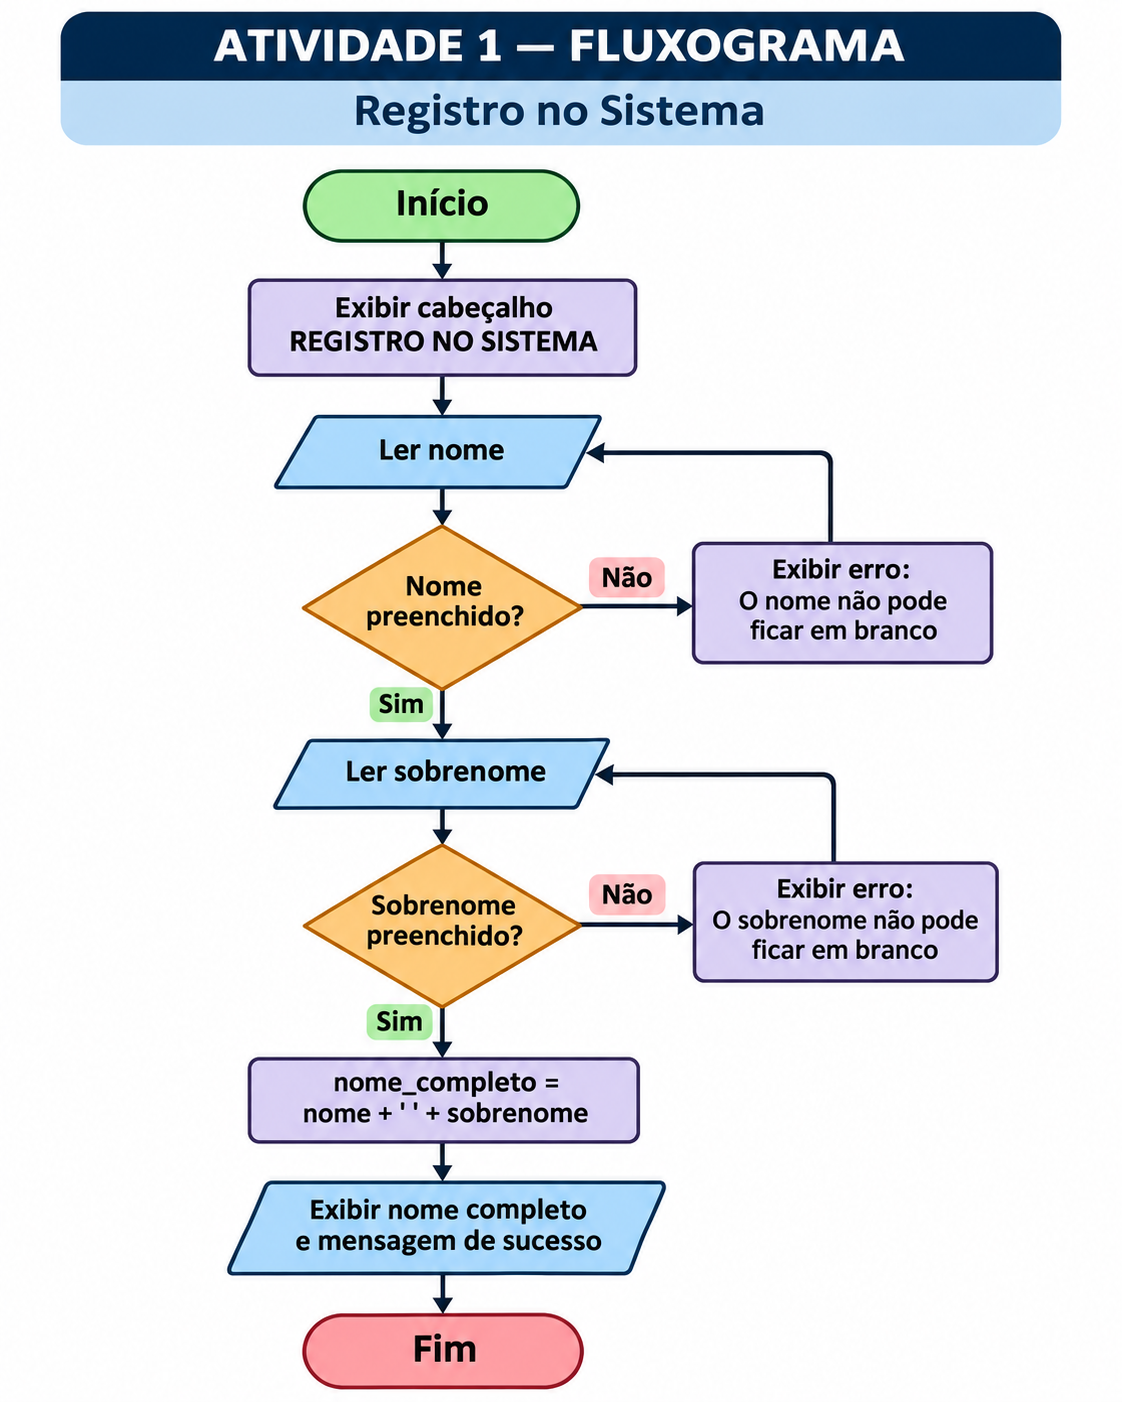 ATIVIDADE 1 — FLUXOGRAMA
Registro no Sistema
Início
Exibir cabeçalho
REGISTRO NO SISTEMA
Ler nome
Nome
preenchido?
Não
Exibir erro:
O nome não pode
ficar em branco
Sim
Ler sobrenome
Sobrenome
preenchido?
Não
Exibir erro:
O sobrenome não pode
ficar em branco
Sim
nome_completo =
nome + ' ' + sobrenome
Exibir nome completo
e mensagem de sucesso
Fim